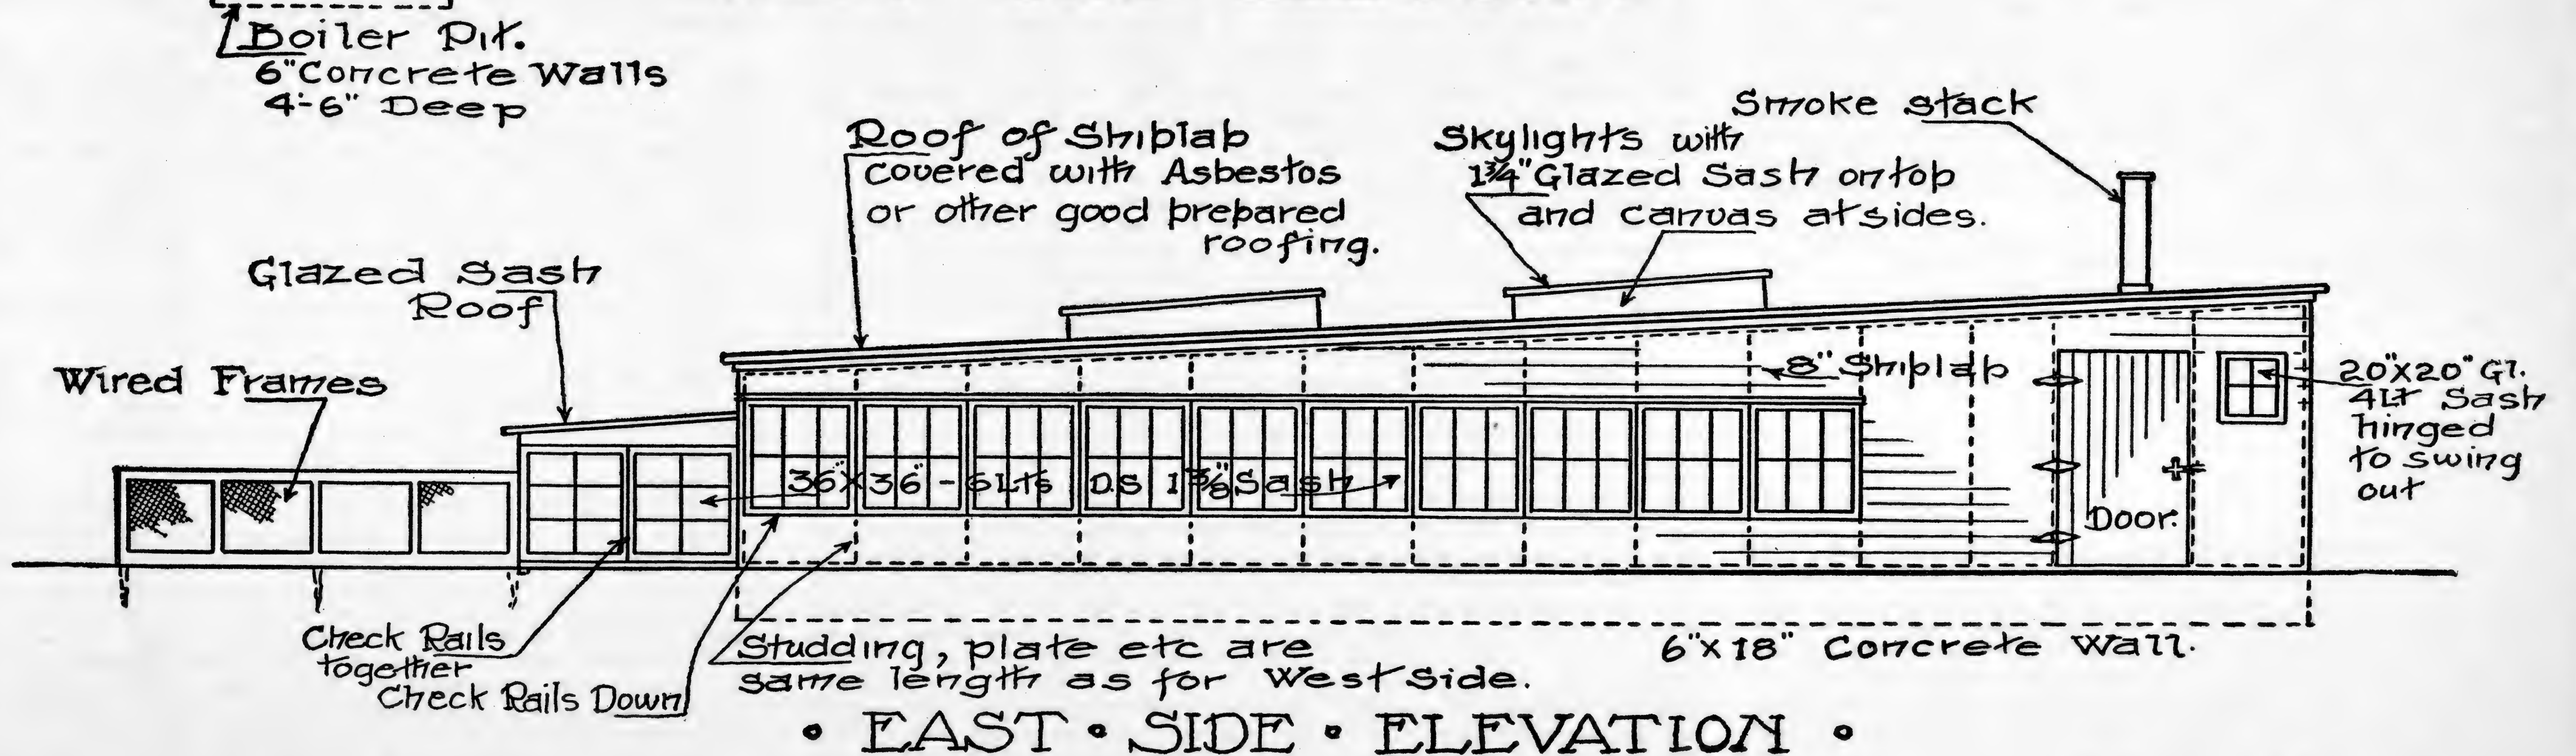 Boiler Pit.
6" Concrete Walls
4'-6" Deep
Smoke stack
Roof of Shiplap
covered with Asbestos
or other good prepared
roofing.
Skylights with
1¾" Glazed Sash on top
and canvas at sides.
Glazed Sash
Roof
Wired Frames
8" Shiplap
20"X20" Gl.
4Lt Sash
hinged
to swing
out
36"X36" - 6Lts DS 1⅜" Sash
Door.
Check Rails
together
Check Rails Down
Studding, plate etc are
same length as for West Side.
6"X18" Concrete Wall.
• EAST • SIDE • ELEVATION •